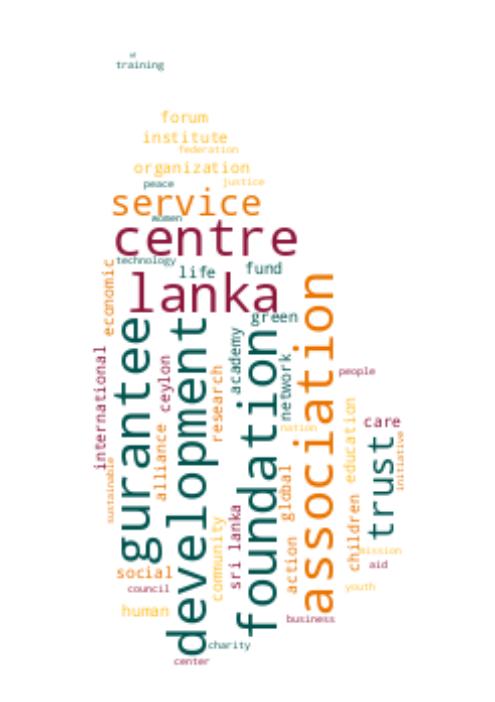 of
training
forum
institute
federation
organization
peace
justice
service
women
centre
technology
life
fund
lanka
economic
green
association
gurantee
development
foundation
.
academy
international
ceylon
research
network
people
nation
care
education
trust
initiative
alliance
sustainable
global
sri lanka
community
action
children
mission
aid
social
council
youth
human
business
charity
center